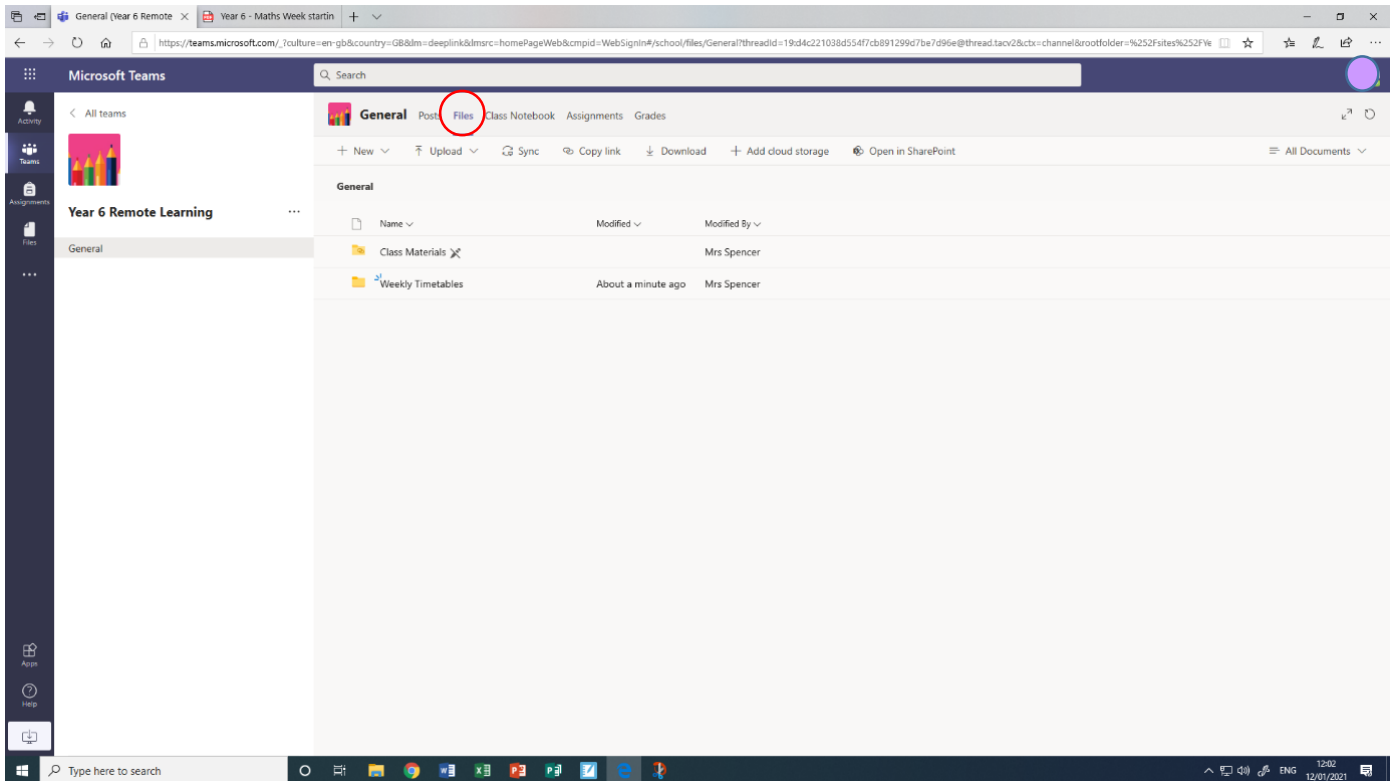 General (Year 6 Remote
Year 6 - Maths Week startin
https://teams.microsoft.com/_?culture=en-gb&country=GB&lm=deeplink&lmsrc=homePageWeb&cmpid=WebSignIn#/school/files/General?threadId=19:d4c221038d554f7cb891299d7be7d96e@thread.tacv2&ctx=channel&rootfolder=%252Fsites%252FYe
Microsoft Teams
Search
Activity
Teams
Assignments
Files
...
Apps
Help
All teams
Year 6 Remote Learning
...
General
General Posts Files Class Notebook Assignments Grades
New Upload Sync Copy link Download Add cloud storage Open in SharePoint All Documents
General
Name Modified Modified By
Class Materials Mrs Spencer
Weekly Timetables About a minute ago Mrs Spencer
Type here to search
ENG
12:02
12/01/2021